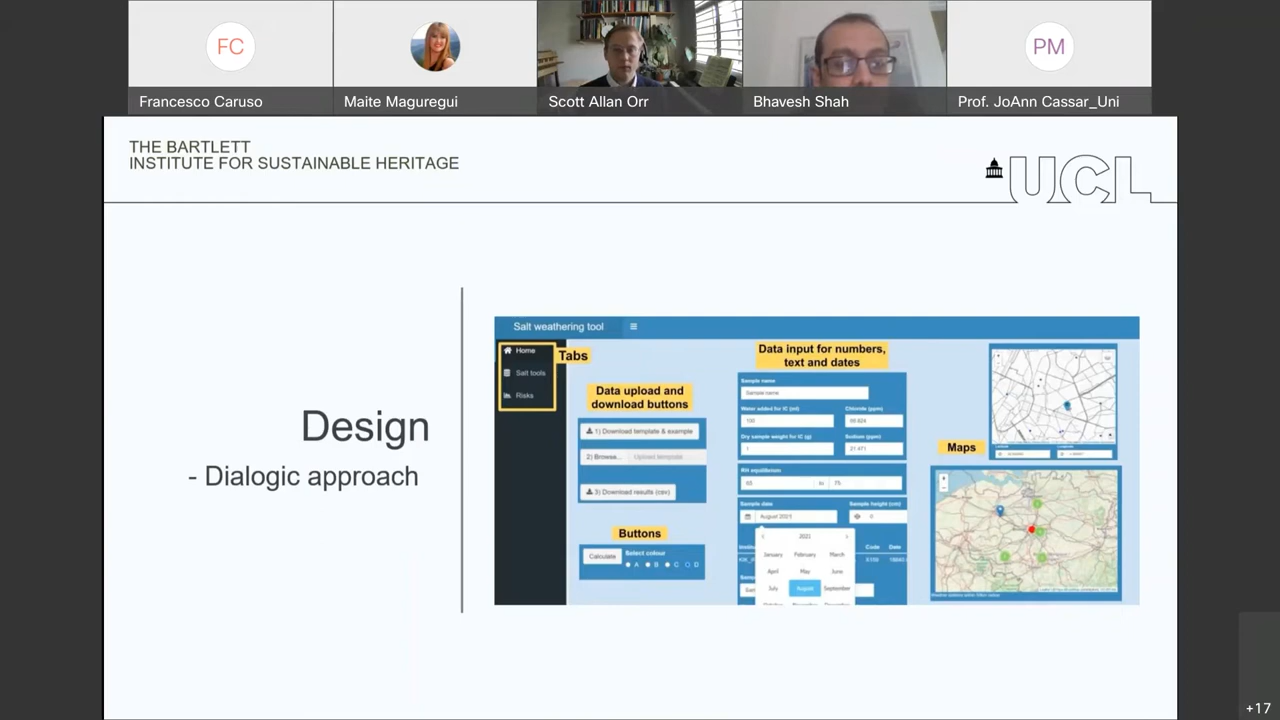 FC
PM
Francesco Caruso
Maite Maguregui
Scott Allan Orr
Bhavesh Shah
Prof. JoAnn Cassar_Uni
THE BARTLETT
INSTITUTE FOR SUSTAINABLE HERITAGE
UCL
Design
- Dialogic approach
Salt weathering tool
Home
Salt tools
Risks
Tabs
Data upload and
download buttons
1) Download template & example
2) Browse... Upload template
3) Download results (csv)
Buttons
Calculate
Select colour
A B C D
Data input for numbers,
text and dates
Sample name
Sample name
Water added for IC (ml) Chloride (ppm)
100
Dry sample weight for IC (g) Sodium (ppm)
1 21.471
RH equilibrium
65 to 75
Sample date Sample height (cm)
August 2021 0
2021
Code Date
January February March
April May June
July August September
Maps
+17